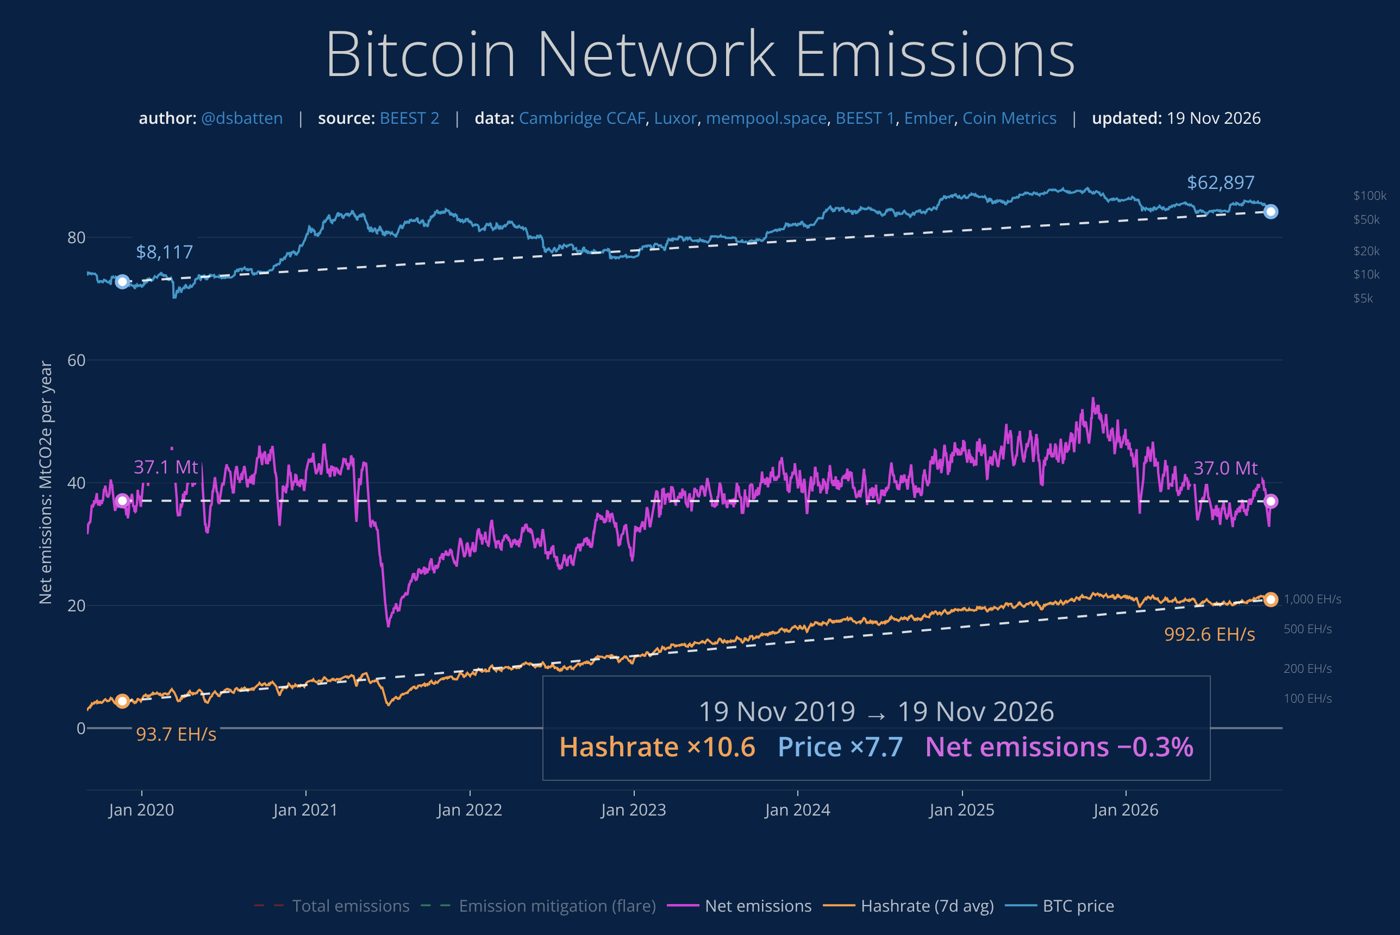 Bitcoin Network Emissions
author: @dsbatten | source: BEEST 2 | data: Cambridge CCAF, Luxor, mempool.space, BEEST 1, Ember, Coin Metrics | updated: 19 Nov 2026
$62,897
$100k
$50k
80
$8,117
$20k
$10k
$5k
60
Net emissions: MtCO2e per year
37.1 Mt
37.0 Mt
40
20
1,000 EH/s
992.6 EH/s
500 EH/s
200 EH/s
100 EH/s
0
93.7 EH/s
19 Nov 2019 → 19 Nov 2026
Hashrate ×10.6 Price ×7.7 Net emissions −0.3%
Jan 2020 Jan 2021 Jan 2022 Jan 2023 Jan 2024 Jan 2025 Jan 2026
Total emissions Emission mitigation (flare) Net emissions Hashrate (7d avg) BTC price